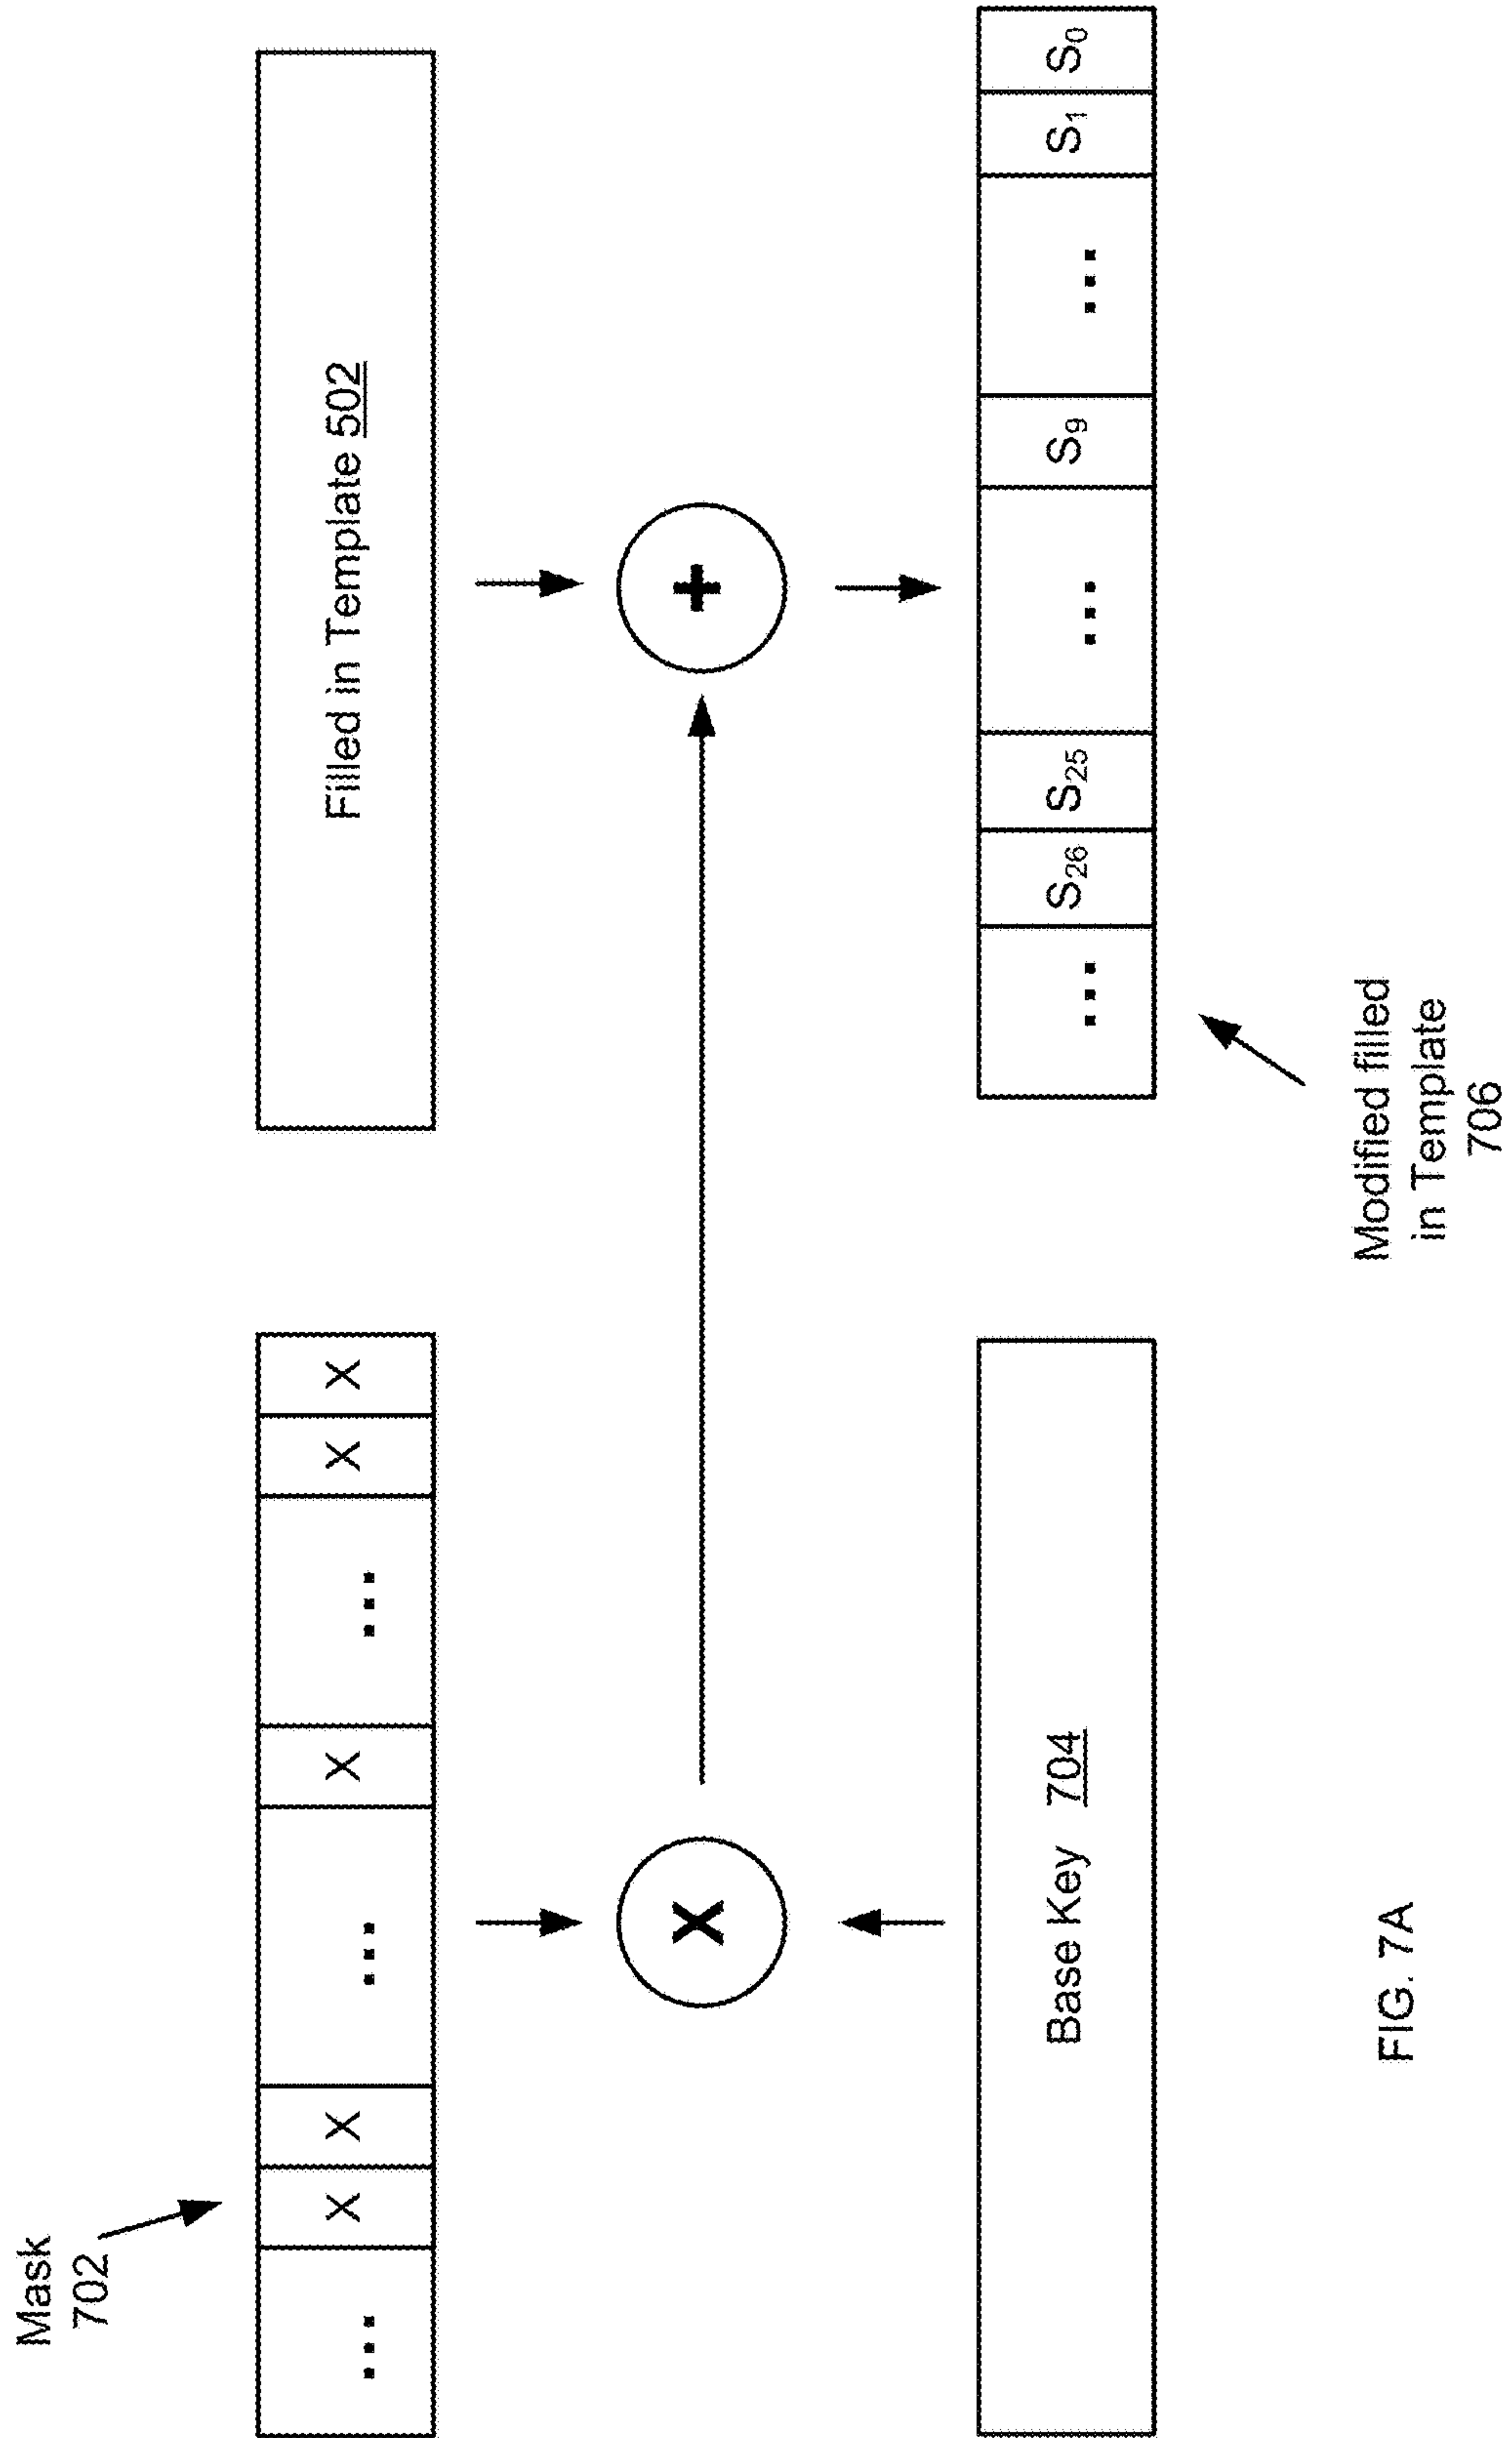 Mask
702
... X X ... X ... X X
Filled in Template 502
X
+
Base Key 704
... S26 S25 ... S9 ... S1 S0
Modified filled
in Template
706
FIG. 7A